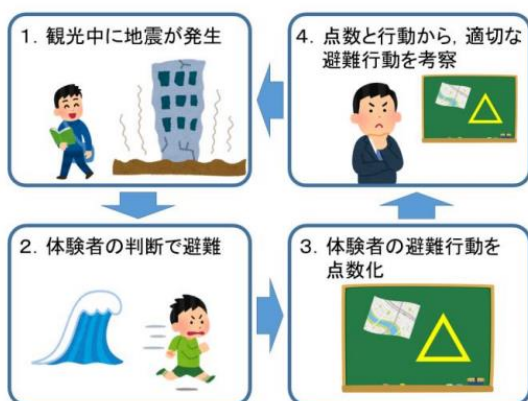 1. 観光中に地震が発生
2. 体験者の判断で避難
3. 体験者の避難行動を
点数化
4. 点数と行動から，適切な
避難行動を考察